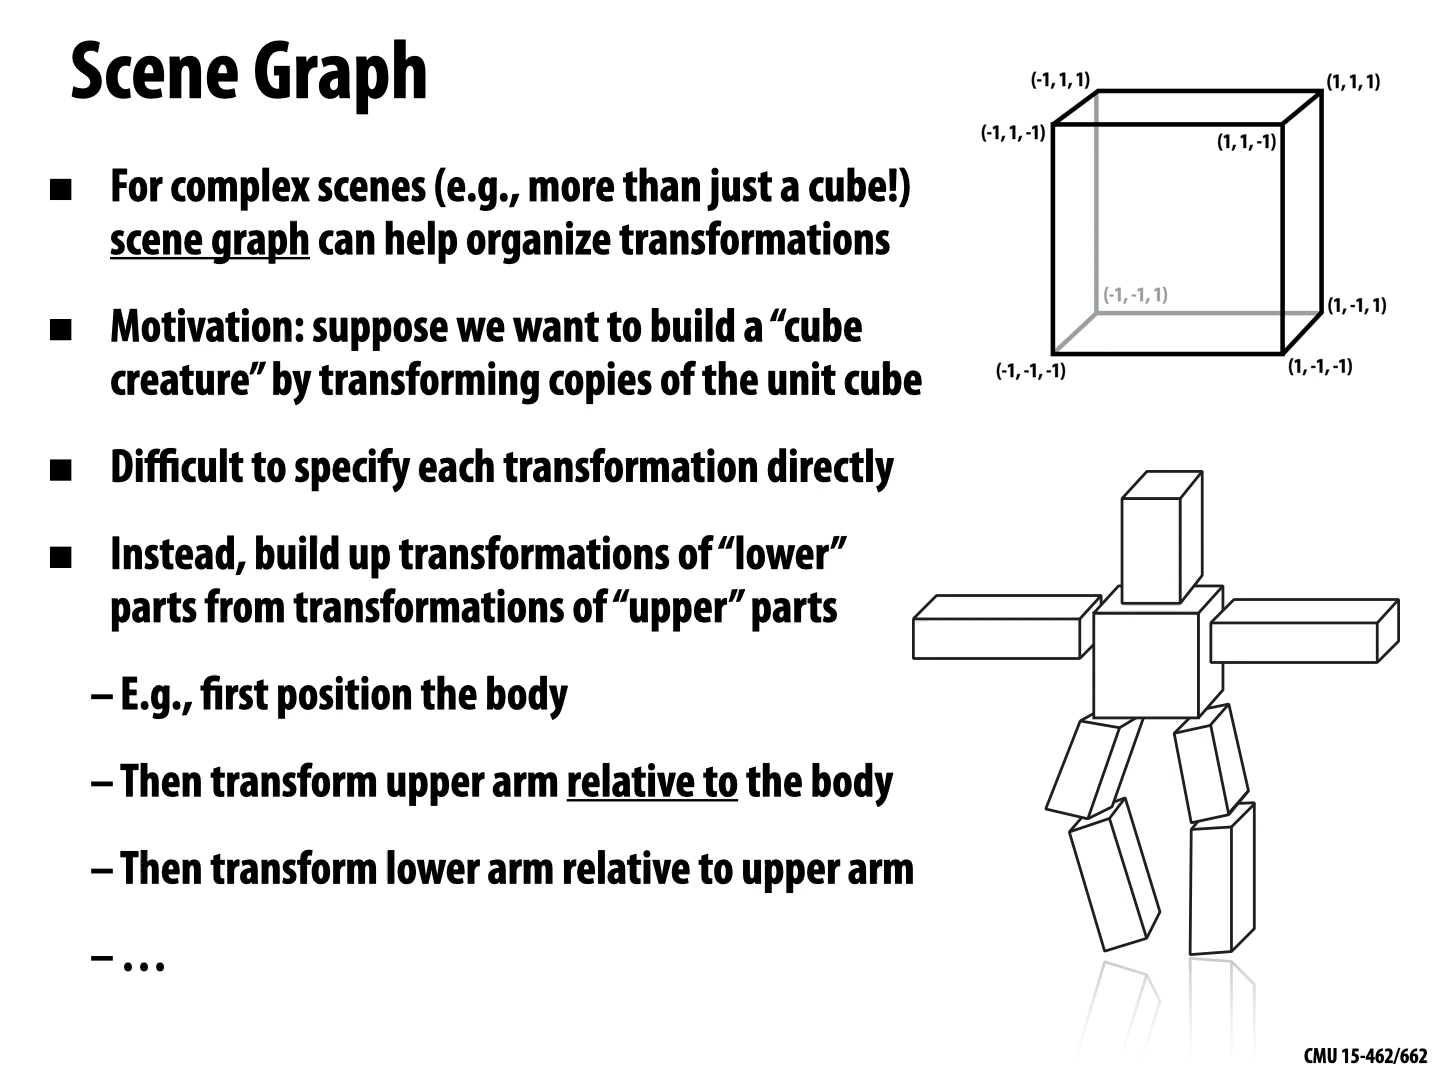 Scene Graph
■ For complex scenes (e.g., more than just a cube!)
scene graph can help organize transformations
■ Motivation: suppose we want to build a “cube
creature” by transforming copies of the unit cube
■ Difficult to specify each transformation directly
■ Instead, build up transformations of “lower”
parts from transformations of “upper” parts
– E.g., first position the body
– Then transform upper arm relative to the body
– Then transform lower arm relative to upper arm
– …
(-1, 1, 1)
(1, 1, 1)
(-1, 1, -1)
(1, 1, -1)
(-1, -1, 1)
(1, -1, 1)
(-1, -1, -1)
(1, -1, -1)
CMU 15-462/662